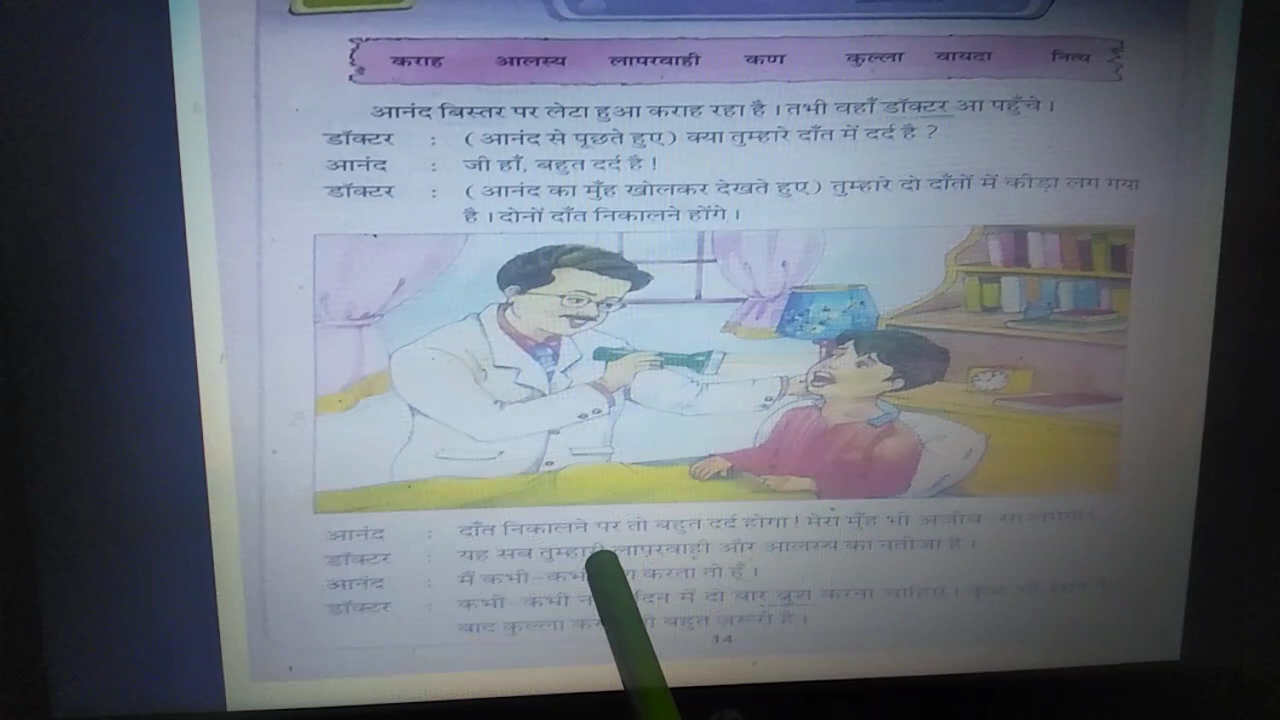 कराह आलस्य लापरवाही कण कुल्ला वायदा नित्य
आनंद बिस्तर पर लेटा हुआ कराह रहा है। तभी वहाँ डॉक्टर आ पहुँचे।
डॉक्टर : (आनंद से पूछते हुए) क्या तुम्हारे दाँत में दर्द है ?
आनंद : जी हाँ, बहुत दर्द है !
डॉक्टर : (आनंद का मुँह खोलकर देखते हुए) तुम्हारे दो दाँतों में कीड़ा लग गया
है। दोनों दाँत निकालने होंगे।
आनंद : दाँत निकालने पर तो बहुत दर्द होगा ! मेरा मुँह भी अजीब-सा लगेगा !
डॉक्टर : यह सब तुम्हारी लापरवाही और आलस्य का नतीजा है।
आनंद : मैं कभी-कभी करता तो हूँ।
डॉक्टर : कभी-कभी दिन में दो बार ब्रुश करना चाहिए। कुछ भी
बाद कुल्ला बहुत ज़रूरी है।
14